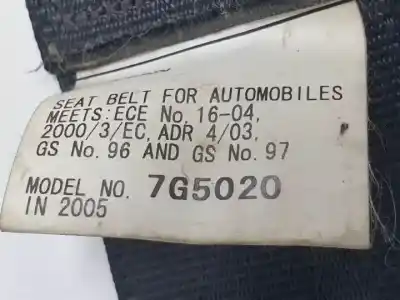 SEAT BELT FOR AUTOMOBILES
MEETS:ECE No. 16-04,
2000/3/EC, ADR 4/03,
GS No. 96 AND GS No. 97
MODEL NO. 7G5020
IN 2005